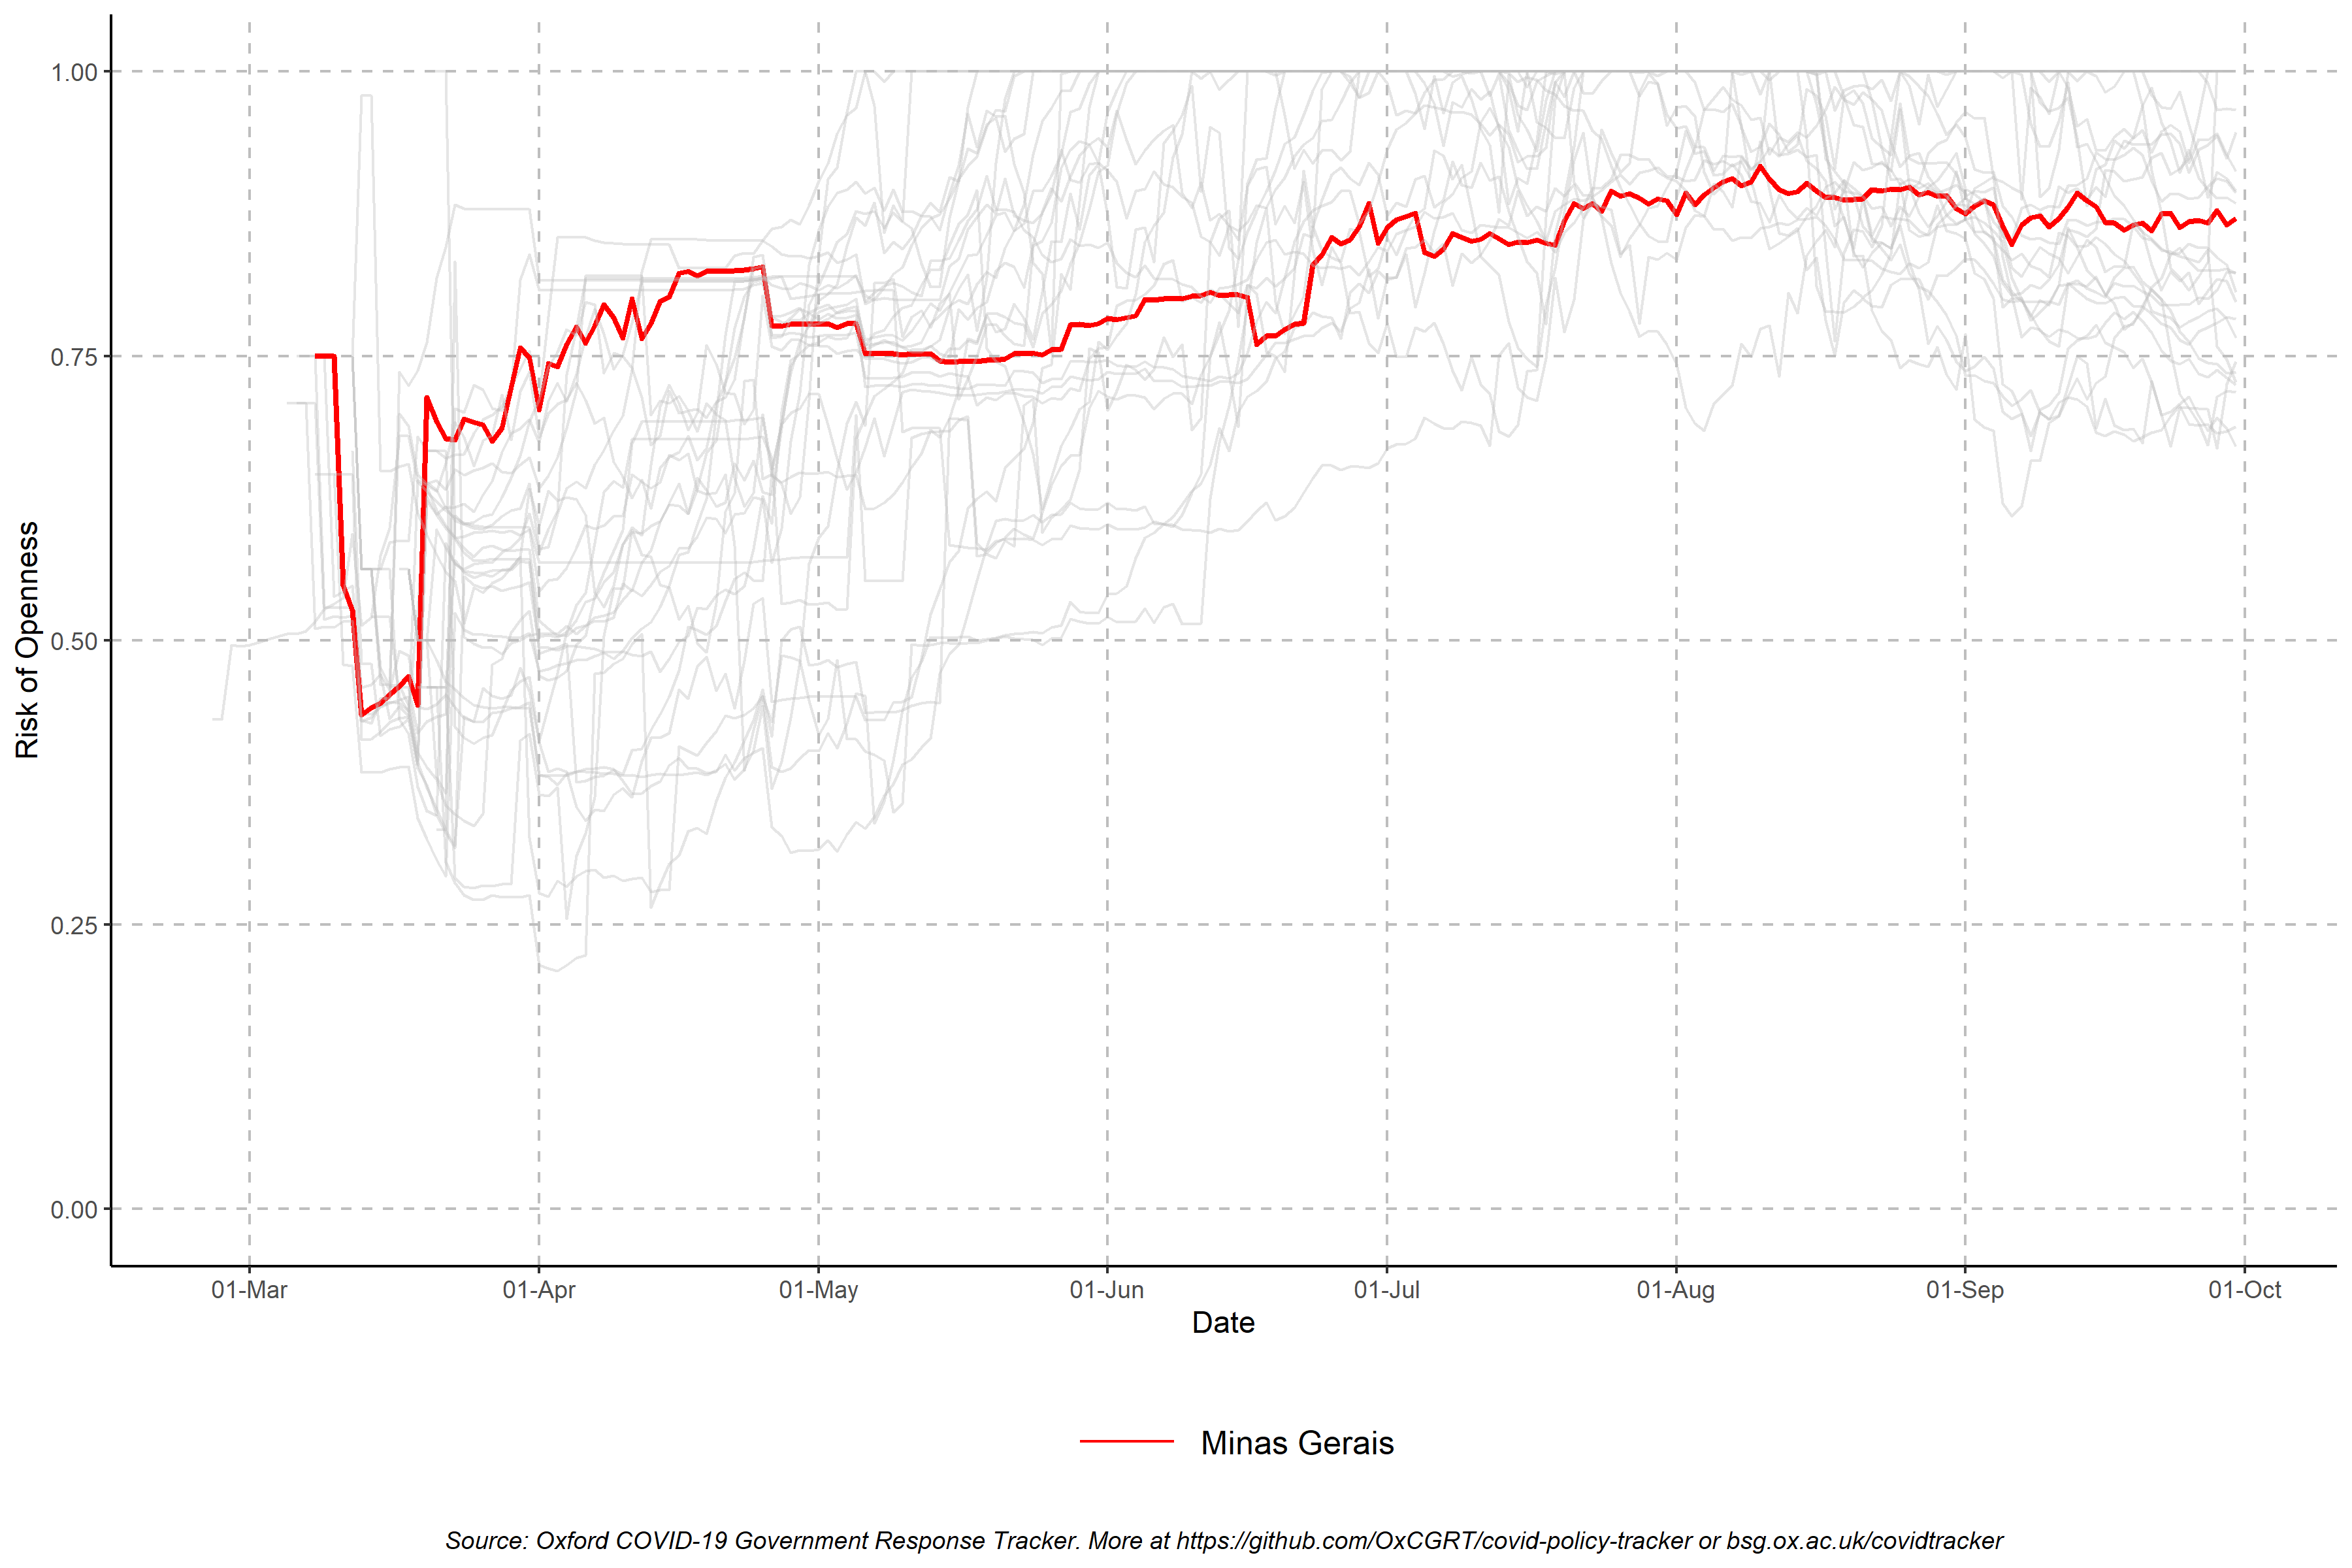 1.00
0.75
0.50
0.25
0.00
Risk of Openness
01-Mar 01-Apr 01-May 01-Jun 01-Jul 01-Aug 01-Sep 01-Oct
Date
Minas Gerais
Source: Oxford COVID-19 Government Response Tracker. More at https://github.com/OxCGRT/covid-policy-tracker or bsg.ox.ac.uk/covidtracker